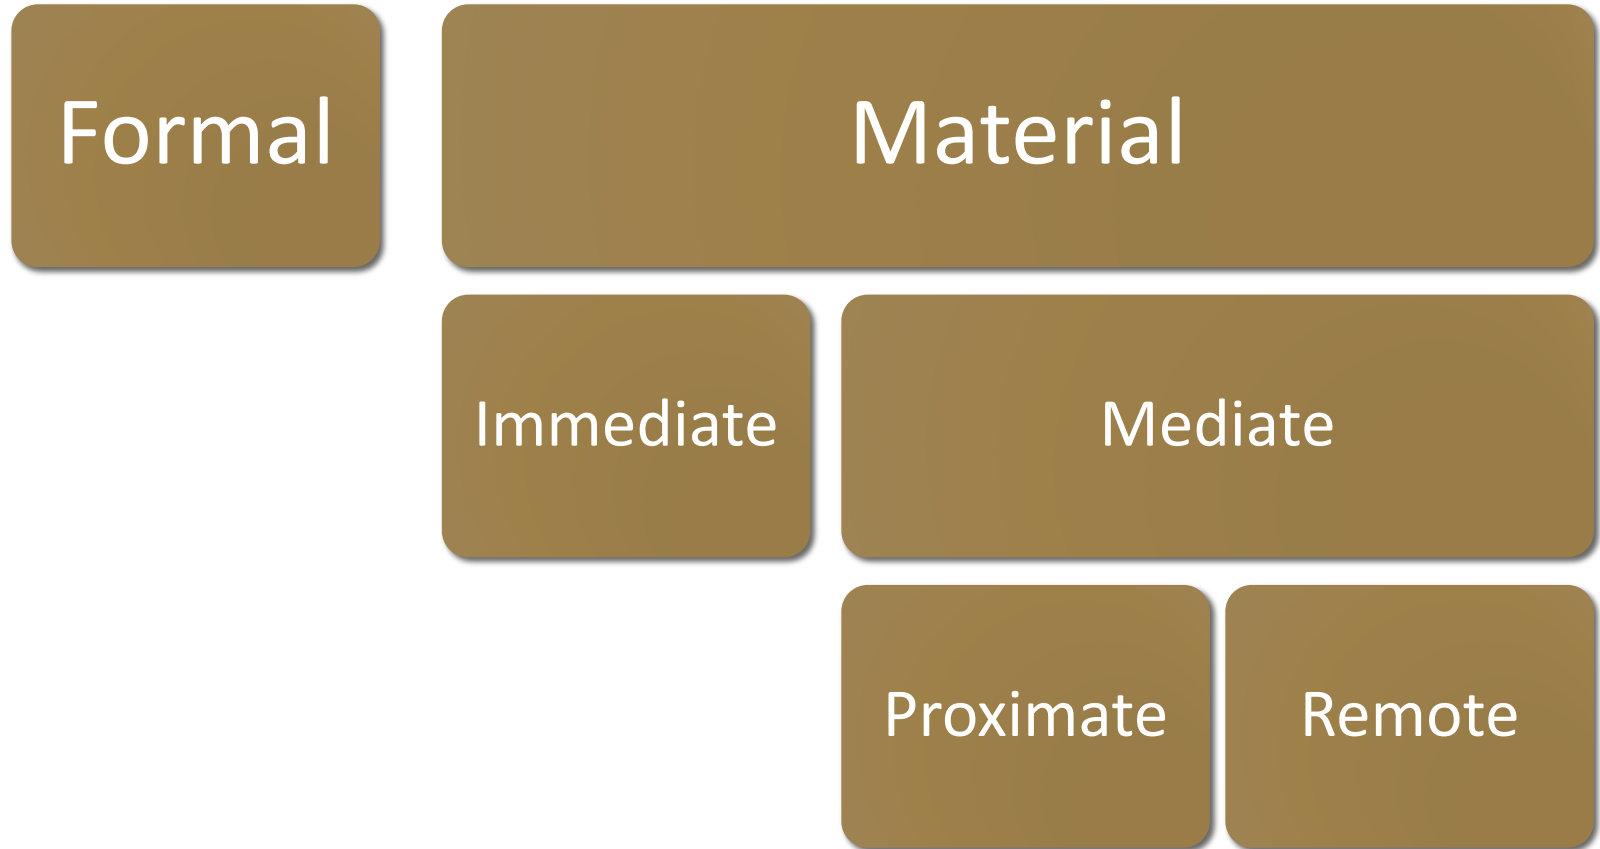 Formal
Material
Immediate
Mediate
Proximate
Remote